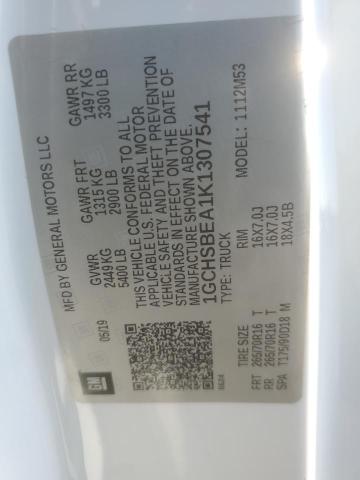 MFD BY GENERAL MOTORS LLC
05/19
GVWR
2449 KG
5400 LB
GAWR FRT
1315 KG
2900 LB
GAWR RR
1497 KG
3300 LB
THIS VEHICLE CONFORMS TO ALL
APPLICABLE U.S. FEDERAL MOTOR
VEHICLE SAFETY AND THEFT PREVENTION
STANDARDS IN EFFECT ON THE DATE OF
MANUFACTURE SHOWN ABOVE.
1GCHSBEA1K1307541
TYPE: TRUCK
MODEL: 1112M53
GM
TIRE SIZE
RIM
FRT 265/70R16 T 16X7.0J
RR 265/70R16 T 16X7.0J
SPA T175/90D18 M 18X4.5B